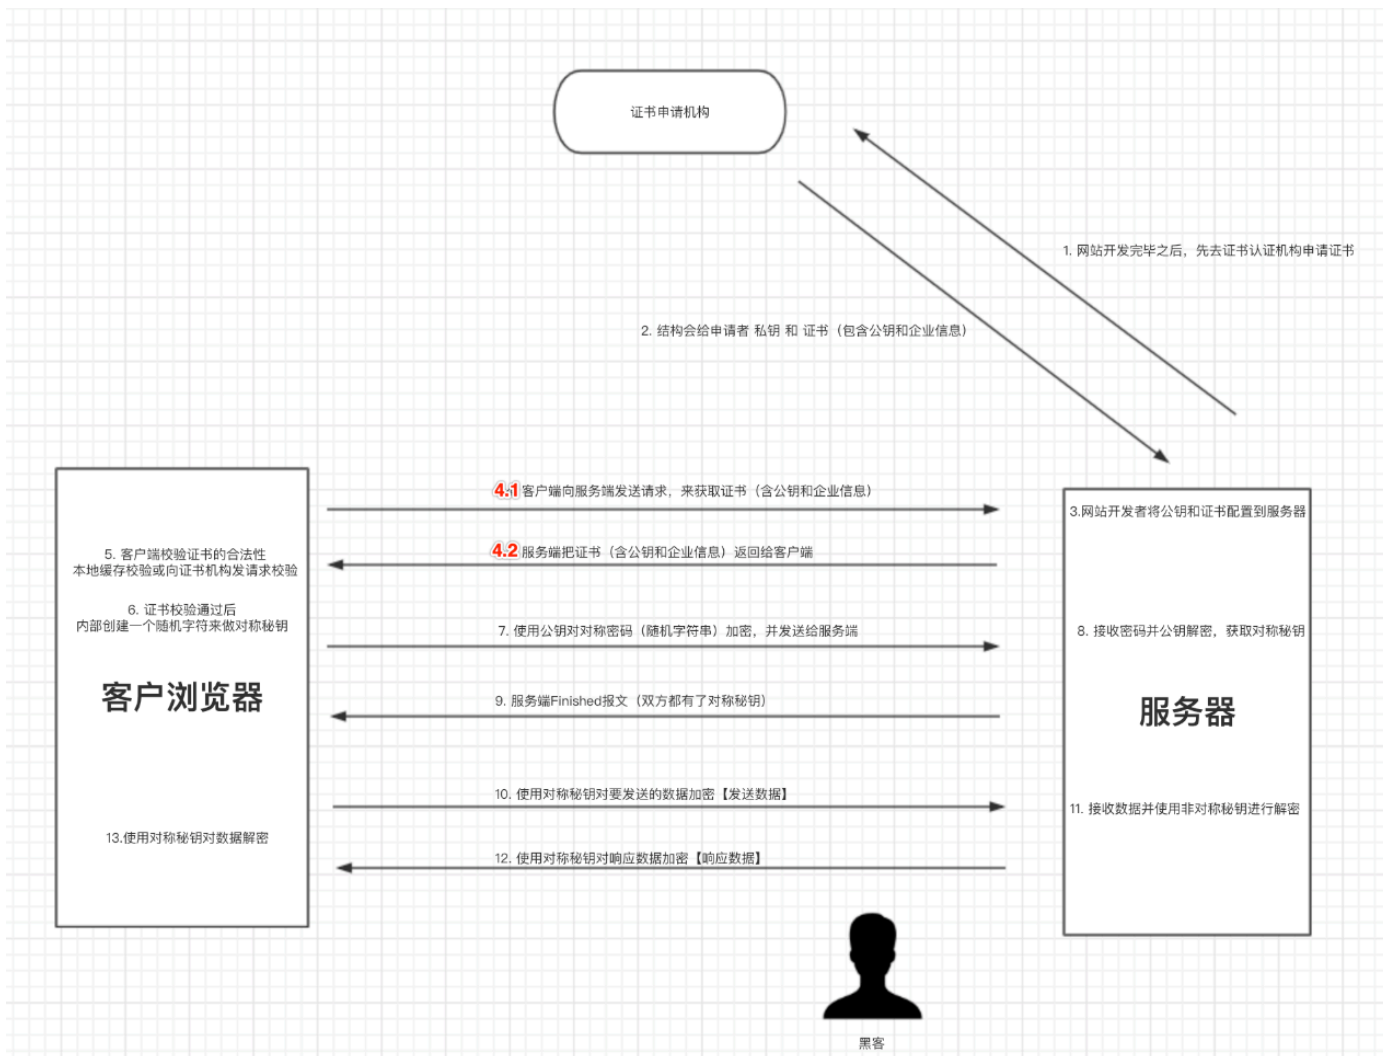 证书申请机构
1. 网站开发完毕之后，先去证书认证机构申请证书
2. 结构会给申请者 私钥 和 证书（包含公钥和企业信息）
4.1 客户端向服务端发送请求，来获取证书（含公钥和企业信息）
3.网站开发者将公钥和证书配置到服务器
4.2 服务端把证书（含公钥和企业信息）返回给客户端
5. 客户端校验证书的合法性
本地缓存校验或向证书机构发请求校验
6. 证书校验通过后
内部创建一个随机字符来做对称秘钥
7. 使用公钥对对称密码（随机字符串）加密，并发送给服务端
8. 接收密码并公钥解密，获取对称秘钥
客户浏览器
9. 服务端Finished报文（双方都有了对称秘钥）
服务器
10. 使用对称秘钥对要发送的数据加密【发送数据】
11. 接收数据并使用非对称秘钥进行解密
13.使用对称秘钥对数据解密
12. 使用对称秘钥对响应数据加密【响应数据】
黑客